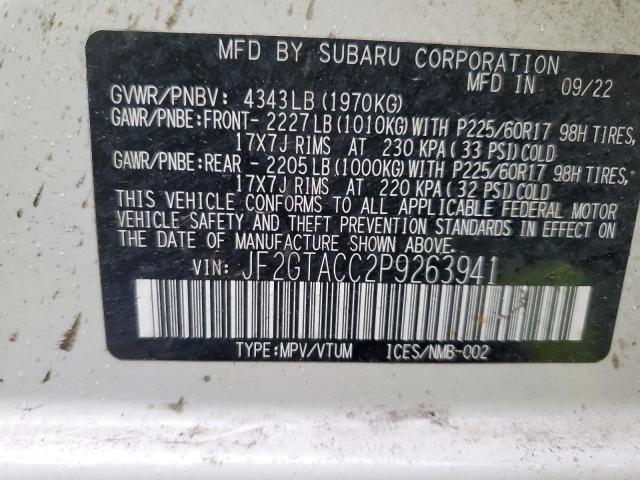 MFD BY SUBARU CORPORATION
MFD IN 09/22
GVWR/PNBV: 4343LB (1970KG)
GAWR/PNBE:FRONT- 2227LB (1010KG) WITH P225/60R17 98H TIRES,
17X7J RIMS AT 230 KPA (33 PSI) COLD
GAWR/PNBE:REAR - 2205LB (1000KG) WITH P225/60R17 98H TIRES,
17X7J RIMS AT 220 KPA (32 PSI) COLD
THIS VEHICLE CONFORMS TO ALL APPLICABLE FEDERAL MOTOR
VEHICLE SAFETY AND THEFT PREVENTION STANDARDS IN EFFECT ON
THE DATE OF MANUFACTURE SHOWN ABOVE.
VIN: JF2GTACC2P9263941
TYPE:MPV/VTUM ICES/NMB-002